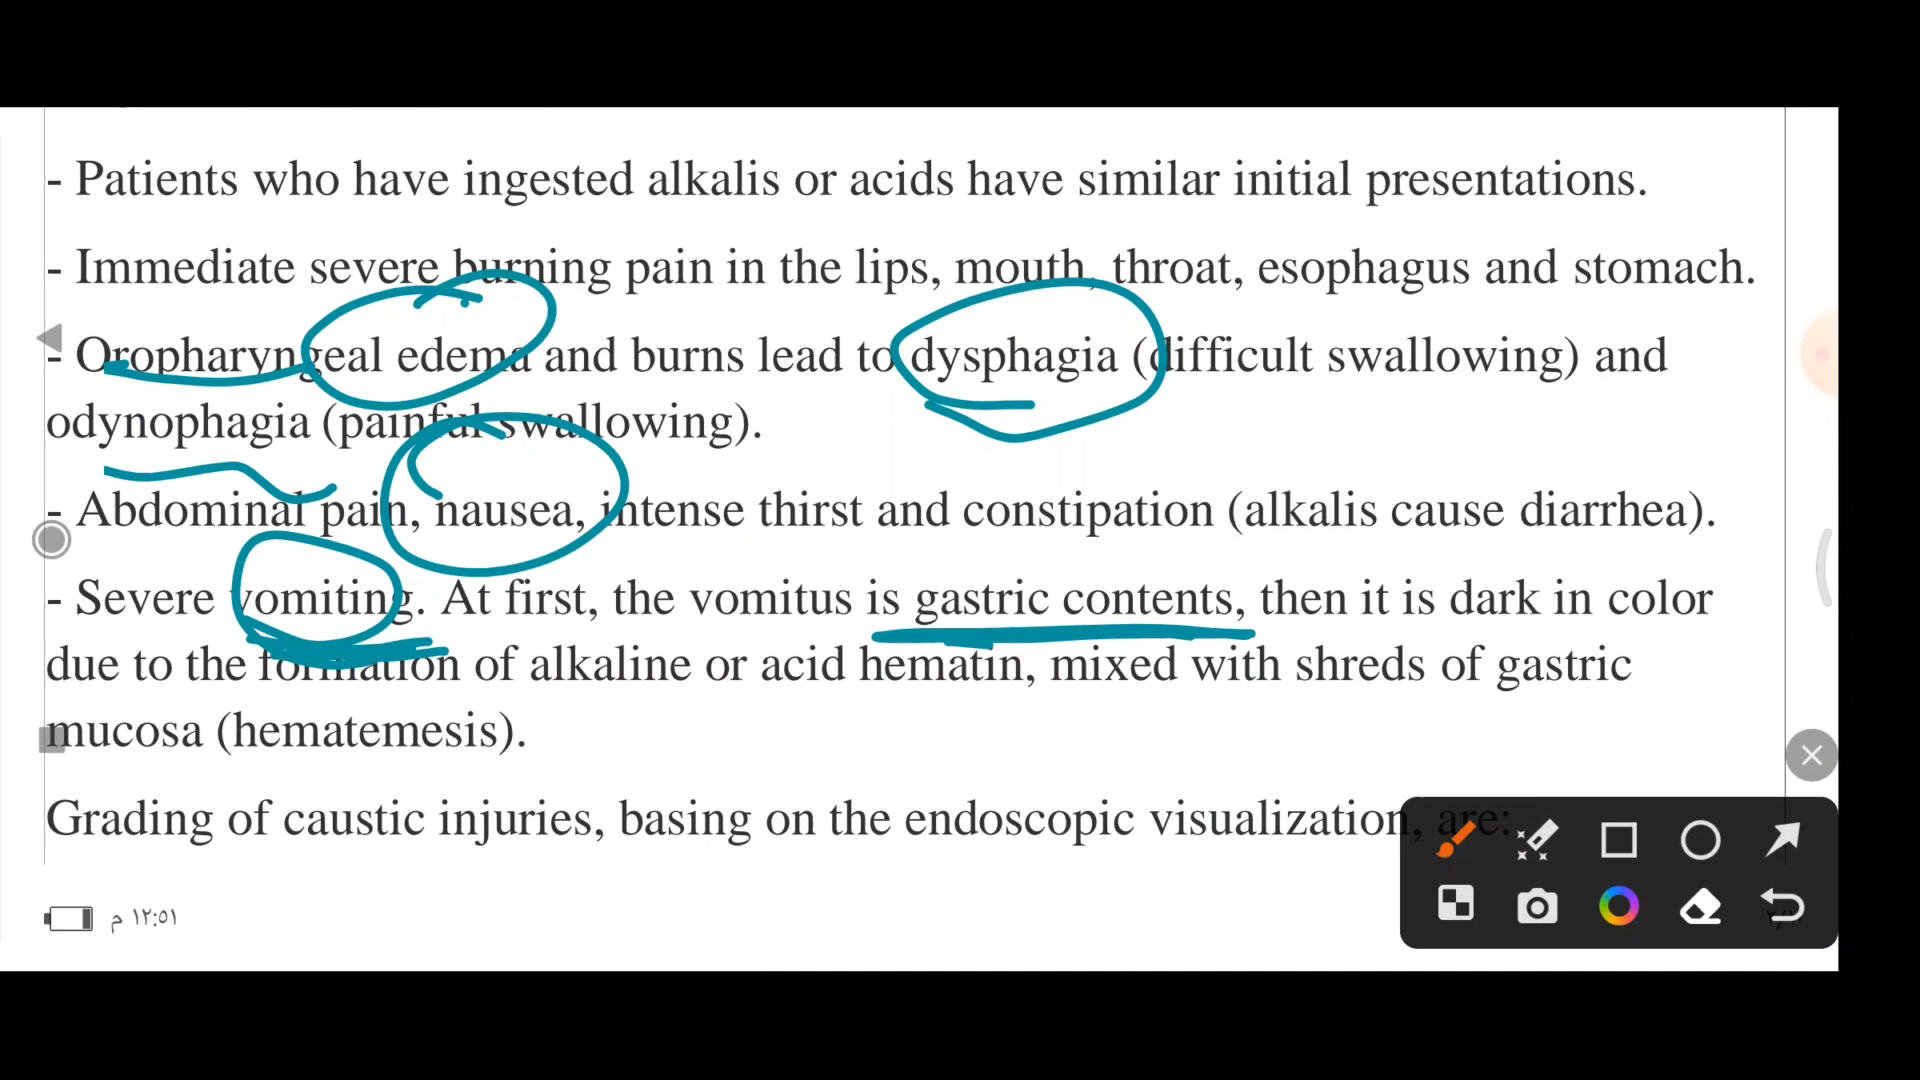 - Patients who have ingested alkalis or acids have similar initial presentations.
- Immediate severe burning pain in the lips, mouth, throat, esophagus and stomach.
- Oropharyngeal edema and burns lead to dysphagia (difficult swallowing) and
odynophagia (painful swallowing).
- Abdominal pain, nausea, intense thirst and constipation (alkalis cause diarrhea).
- Severe vomiting. At first, the vomitus is gastric contents, then it is dark in color
due to the formation of alkaline or acid hematin, mixed with shreds of gastric
mucosa (hematemesis).
Grading of caustic injuries, basing on the endoscopic visualization, are:
١٢:٥١ م